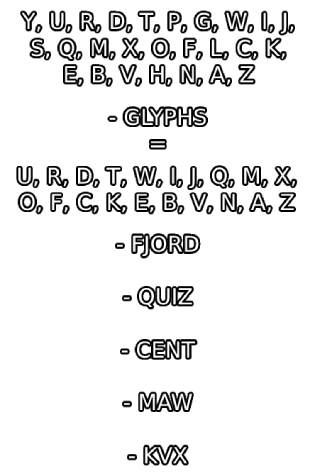 Y, U, R, D, T, P, G, W, I, J,
S, Q, M, X, O, F, L, C, K,
E, B, V, H, N, A, Z
- GLYPHS
=
U, R, D, T, W, I, J, Q, M, X,
O, F, C, K, E, B, V, N, A, Z
- FJORD
- QUIZ
- CENT
- MAW
- KVX